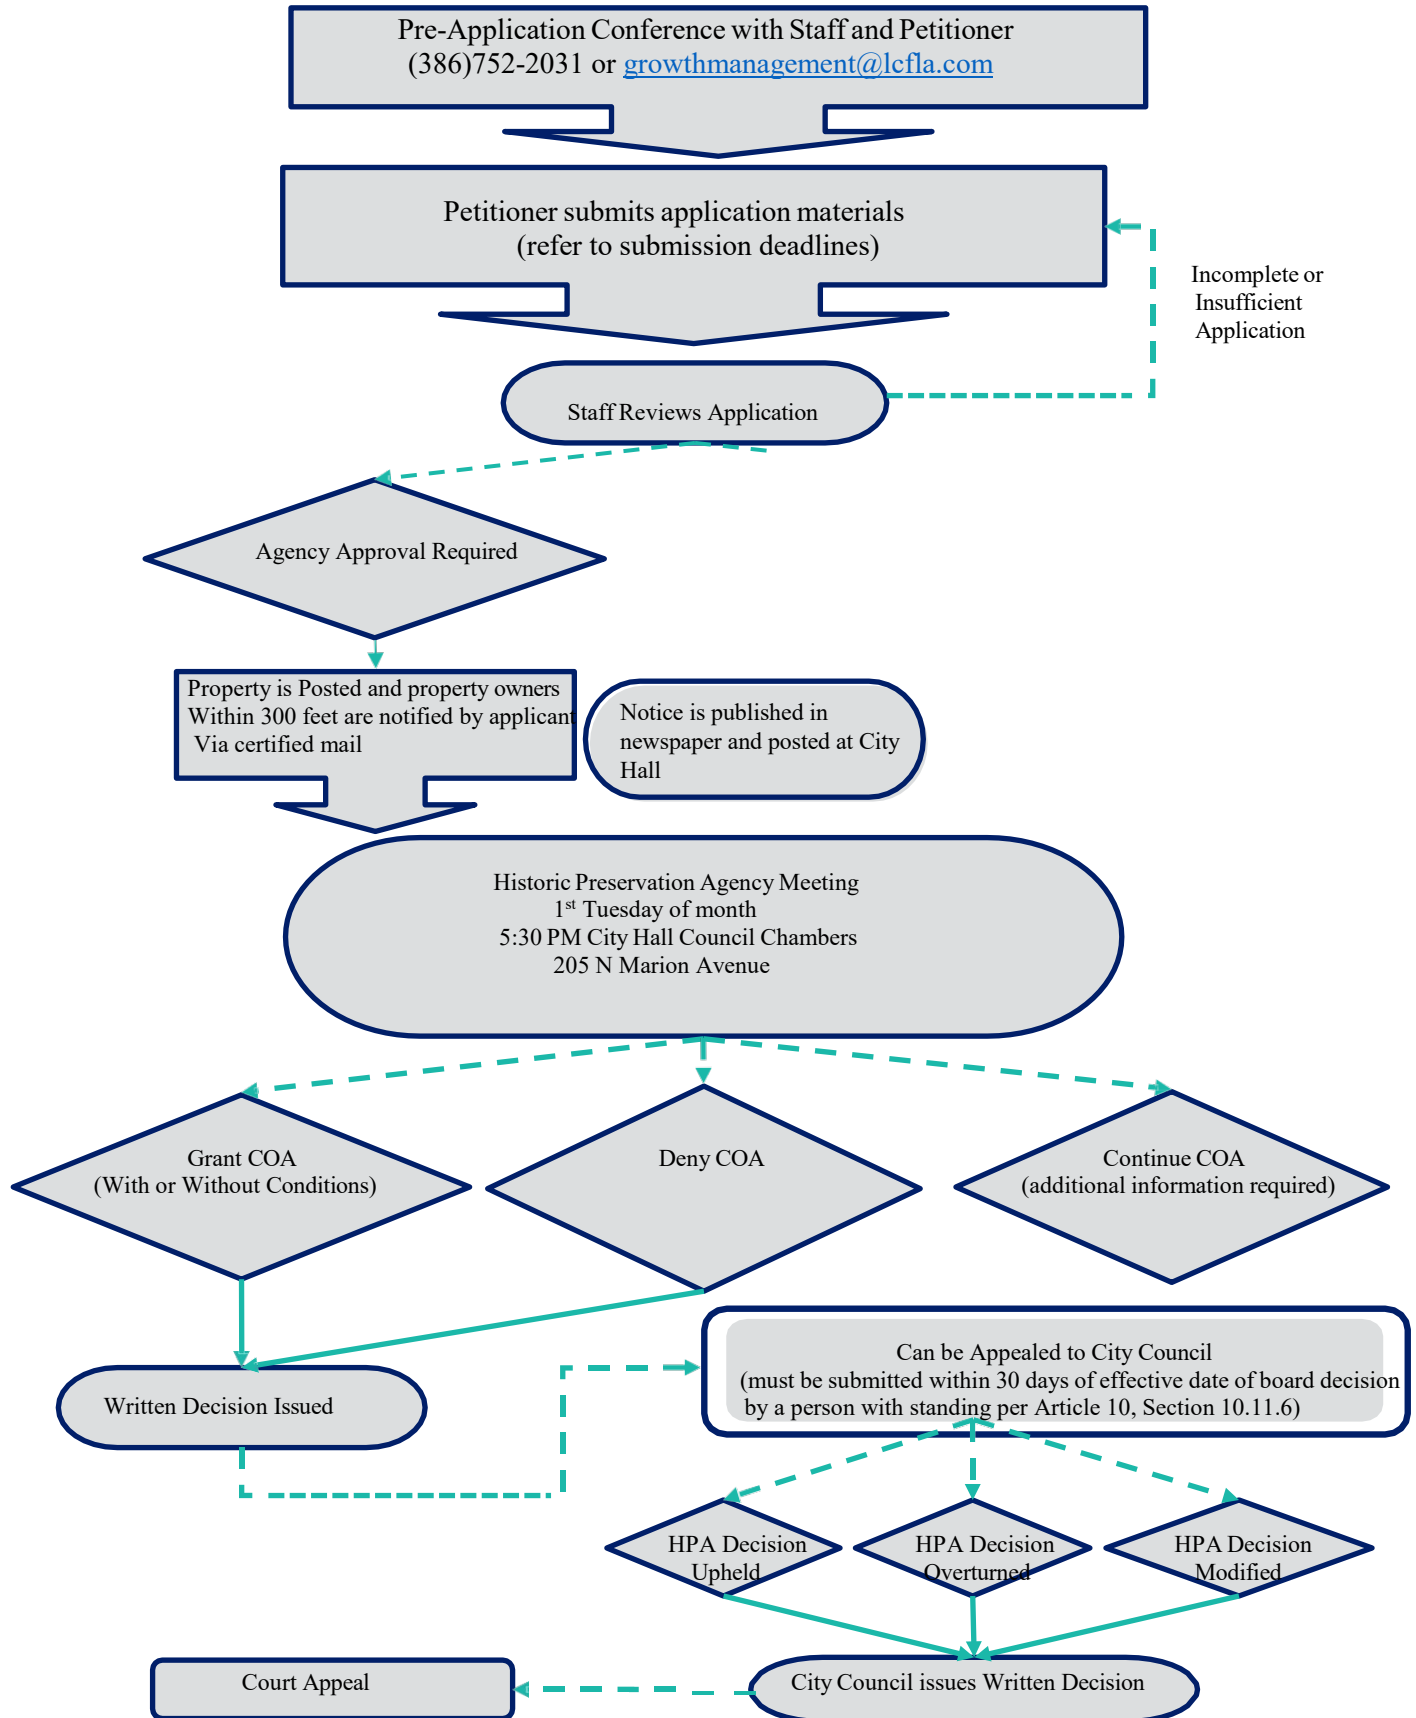 Pre-Application Conference with Staff and Petitioner
(386)752-2031 or growthmanagement@lcfla.com
Petitioner submits application materials
(refer to submission deadlines)
Incomplete or
Insufficient
Application
Staff Reviews Application
Agency Approval Required
Property is Posted and property owners
Within 300 feet are notified by applicant
Via certified mail
Notice is published in
newspaper and posted at City
Hall
Historic Preservation Agency Meeting
1st Tuesday of month
5:30 PM City Hall Council Chambers
205 N Marion Avenue
Grant COA
(With or Without Conditions)
Deny COA
Continue COA
(additional information required)
Written Decision Issued
Can be Appealed to City Council
(must be submitted within 30 days of effective date of board decision
by a person with standing per Article 10, Section 10.11.6)
HPA Decision
Upheld
HPA Decision
Overturned
HPA Decision
Modified
Court Appeal
City Council issues Written Decision